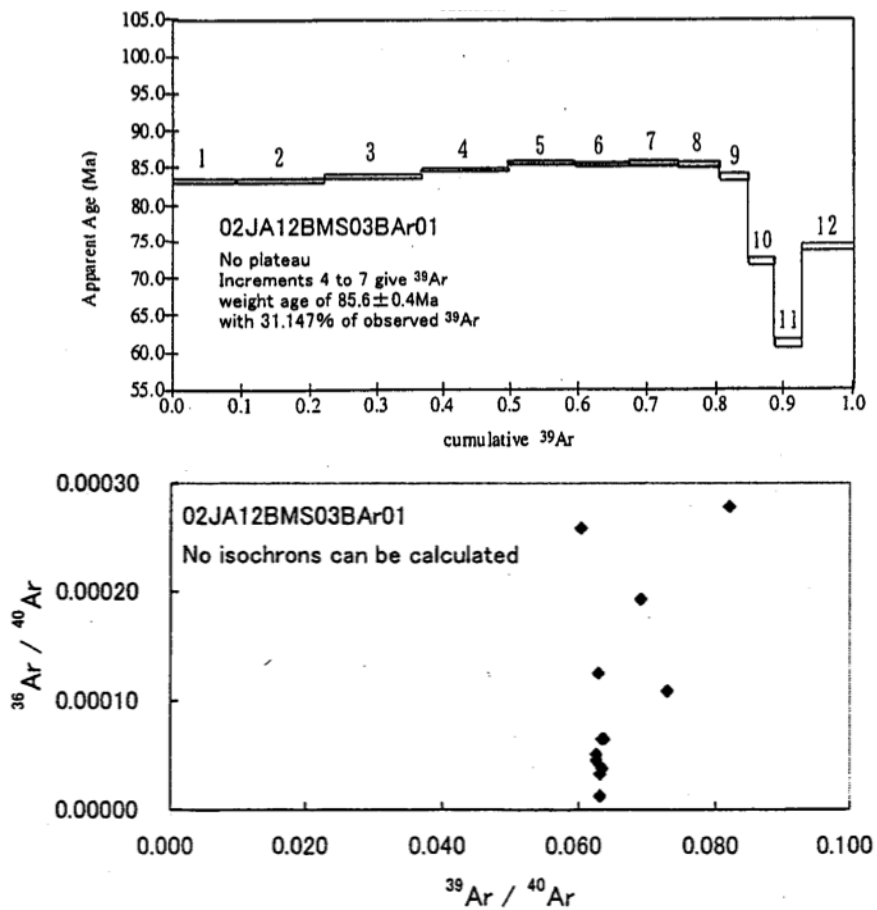 105.0
100.0
95.0
90.0
85.0
80.0
75.0
70.0
65.0
60.0
55.0
Apparent Age (Ma)
1 2 3 4 5 6 7 8 9 10 11 12
02JA12BMS03BAr01
No plateau
Increments 4 to 7 give ³⁹Ar
weight age of 85.6±0.4Ma
with 31.147% of observed ³⁹Ar
0.0 0.1 0.2 0.3 0.4 0.5 0.6 0.7 0.8 0.9 1.0
cumulative ³⁹Ar
0.00030
0.00020
0.00010
0.00000
³⁶Ar / ⁴⁰Ar
02JA12BMS03BAr01
No isochrons can be calculated
0.000 0.020 0.040 0.060 0.080 0.100
³⁹Ar / ⁴⁰Ar